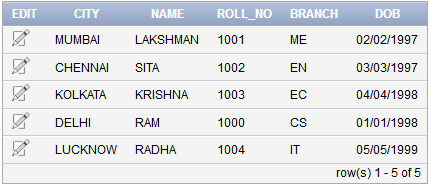 EDIT CITY NAME ROLL_NO BRANCH DOB
MUMBAI LAKSHMAN 1001 ME 02/02/1997
CHENNAI SITA 1002 EN 03/03/1997
KOLKATA KRISHNA 1003 EC 04/04/1998
DELHI RAM 1000 CS 01/01/1998
LUCKNOW RADHA 1004 IT 05/05/1999
row(s) 1 - 5 of 5